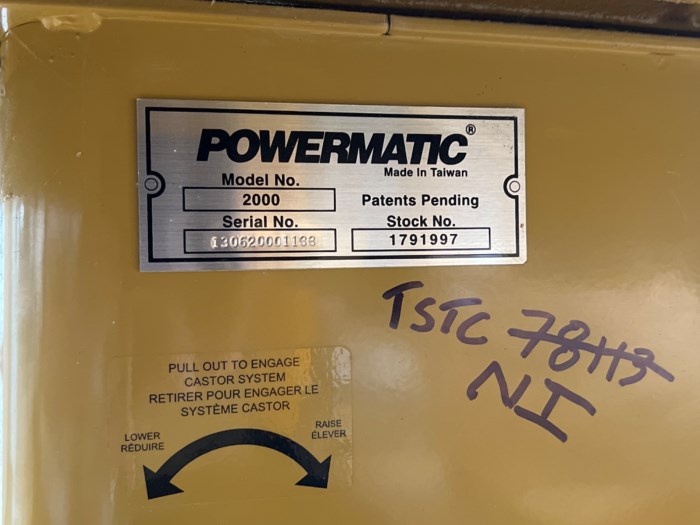 POWERMATIC®
Made In Taiwan
Model No.
2000
Patents Pending
Serial No.
Stock No.
1791997
TSTC 78113
NI
PULL OUT TO ENGAGE
CASTOR SYSTEM
RETIRER POUR ENGAGER LE
SYSTÈME CASTOR
LOWER
RÉDUIRE
RAISE
ÉLEVER